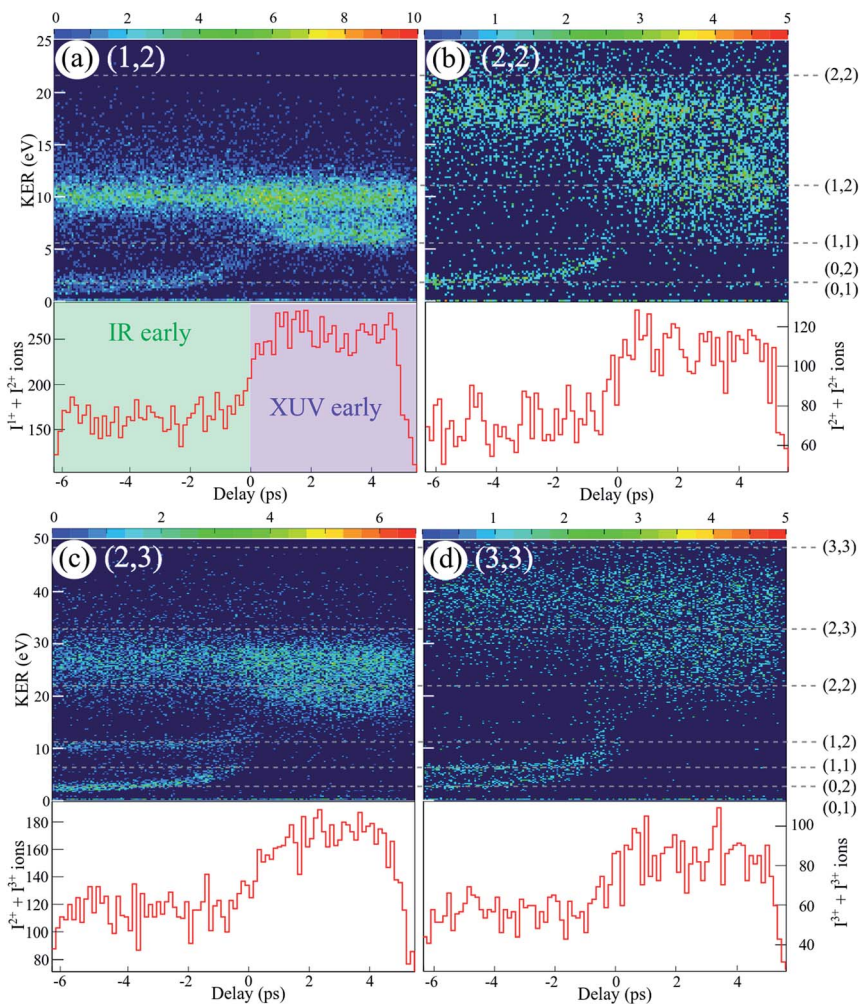 0 2 4 6 8 10
0 1 2 3 4 5
(a) (1,2)
(b) (2,2)
25
20
15
10
5
0
KER (eV)
(2,2)
(1,2)
(1,1)
(0,2)
(0,1)
IR early
XUV early
250
200
150
I1+ + I2+ ions
120
100
80
60
I2+ + I2+ ions
-6 -4 -2 0 2 4
Delay (ps)
-6 -4 -2 0 2 4
Delay (ps)
0 2 4 6
0 1 2 3 4 5
(c) (2,3)
(d) (3,3)
50
40
30
20
10
0
KER (eV)
(3,3)
(2,3)
(2,2)
(1,2)
(1,1)
(0,2)
(0,1)
180
160
140
120
100
80
I2+ + I3+ ions
100
80
60
40
I3+ + I3+ ions
-6 -4 -2 0 2 4
Delay (ps)
-6 -4 -2 0 2 4
Delay (ps)